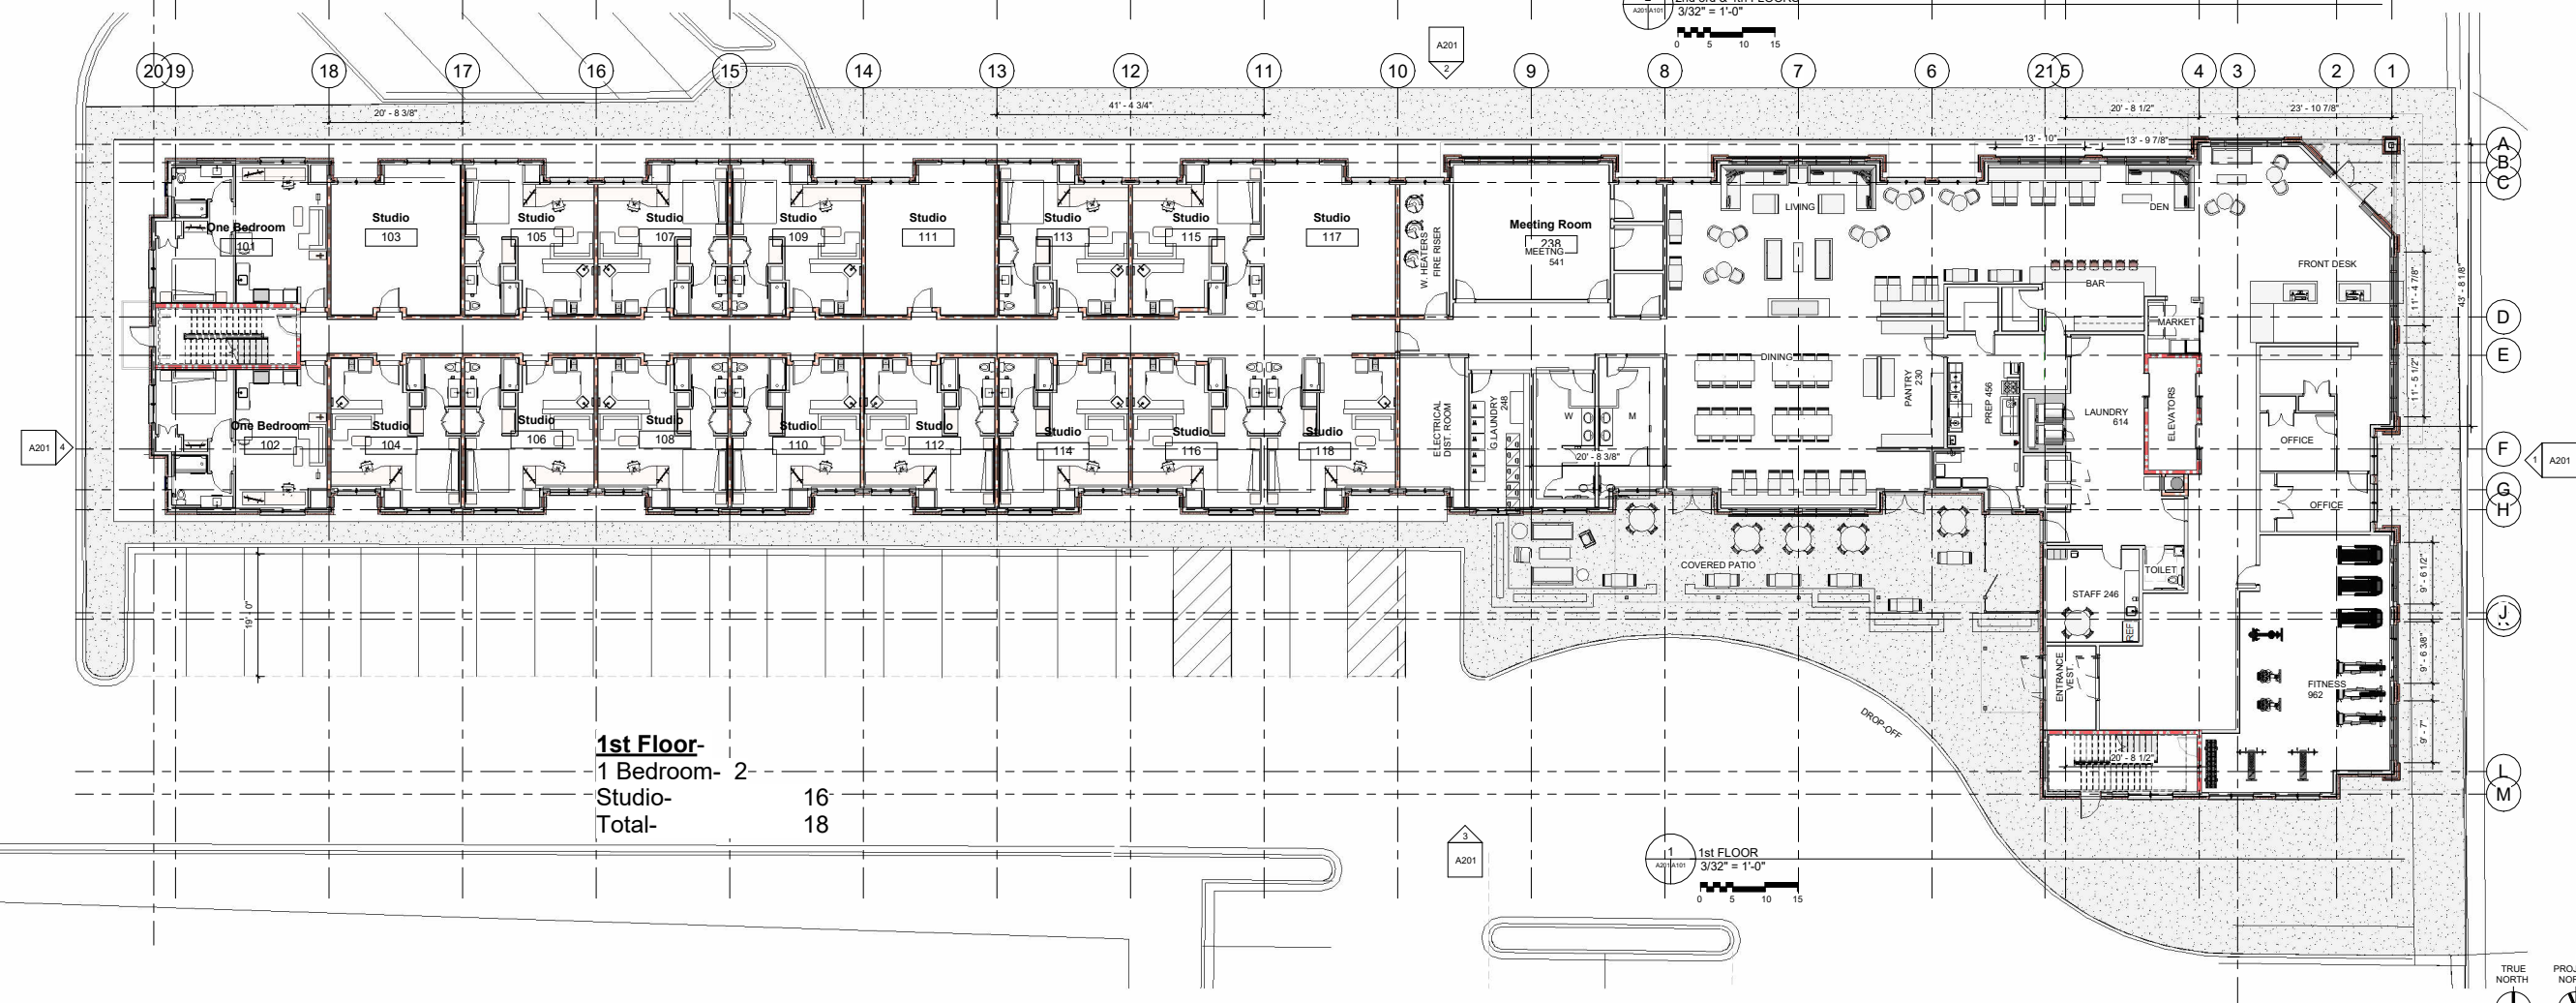 2nd 3rd & 4th FLOORS
A201 A101
3/32" = 1'-0"
0 5 10 15
A201
2
20 19 18 17 16 15 14 13 12 11 10 9 8 7 6 21 5 4 3 2 1
20' - 8 3/8"
41' - 4 3/4"
20' - 8 1/2"
23' - 10 7/8"
13' - 10"
13' - 9 7/8"
A
B
C
D
E
F
G
H
J
L
M
One Bedroom
101
Studio
103
Studio
105
Studio
107
Studio
109
Studio
111
Studio
113
Studio
115
Studio
117
W. HEATERS
FIRE RISER
Meeting Room
238
MEETNG
541
LIVING
DEN
FRONT DESK
BAR
MARKET
11' - 4 7/8"
43' - 8 1/8"
11' - 5 1/2"
One Bedroom
102
Studio
104
Studio
106
Studio
108
Studio
110
Studio
112
Studio
114
Studio
116
Studio
118
ELECTRICAL
DIST. ROOM
G.LAUNDRY
248
W
M
20' - 8 3/8"
DINING
PANTRY
230
PREP 456
LAUNDRY
614
ELEVATORS
OFFICE
OFFICE
A201
4
1
A201
COVERED PATIO
TOILET
STAFF 246
REF
ENTRANCE
VEST.
FITNESS
962
9' - 6 1/2"
9' - 6 3/8"
9' - 7"
19' - 0"
DROP-OFF
20' - 8 1/2"
1st Floor-
1 Bedroom- 2
Studio- 16
Total- 18
3
A201
1
A201 A101
1st FLOOR
3/32" = 1'-0"
0 5 10 15
TRUE
NORTH